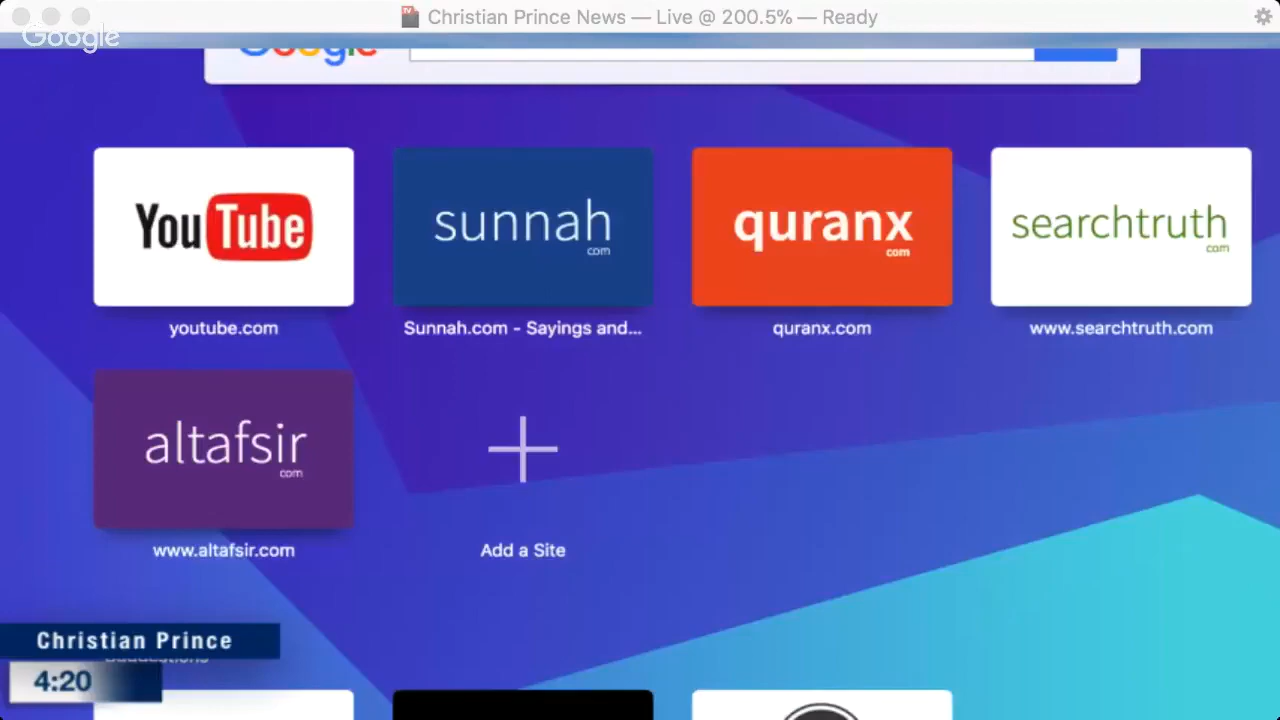 Christian Prince News — Live @ 200.5% — Ready
Google
Google
YouTube
sunnah
com
quranx
com
searchtruth
com
youtube.com
Sunnah.com - Sayings and...
quranx.com
www.searchtruth.com
altafsir
com
www.altafsir.com
Add a Site
Christian Prince
4:20